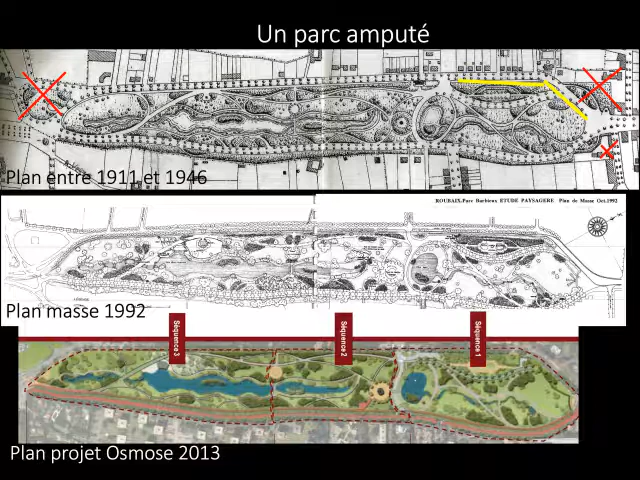 Un parc amputé
Plan entre 1911 et 1946
ROUBAIX.Parc Barbieux ETUDE PAYSAGERE Plan de Masse Oct.1992
Plan masse 1992
Séquence 3
Séquence 2
Séquence 1
Plan projet Osmose 2013